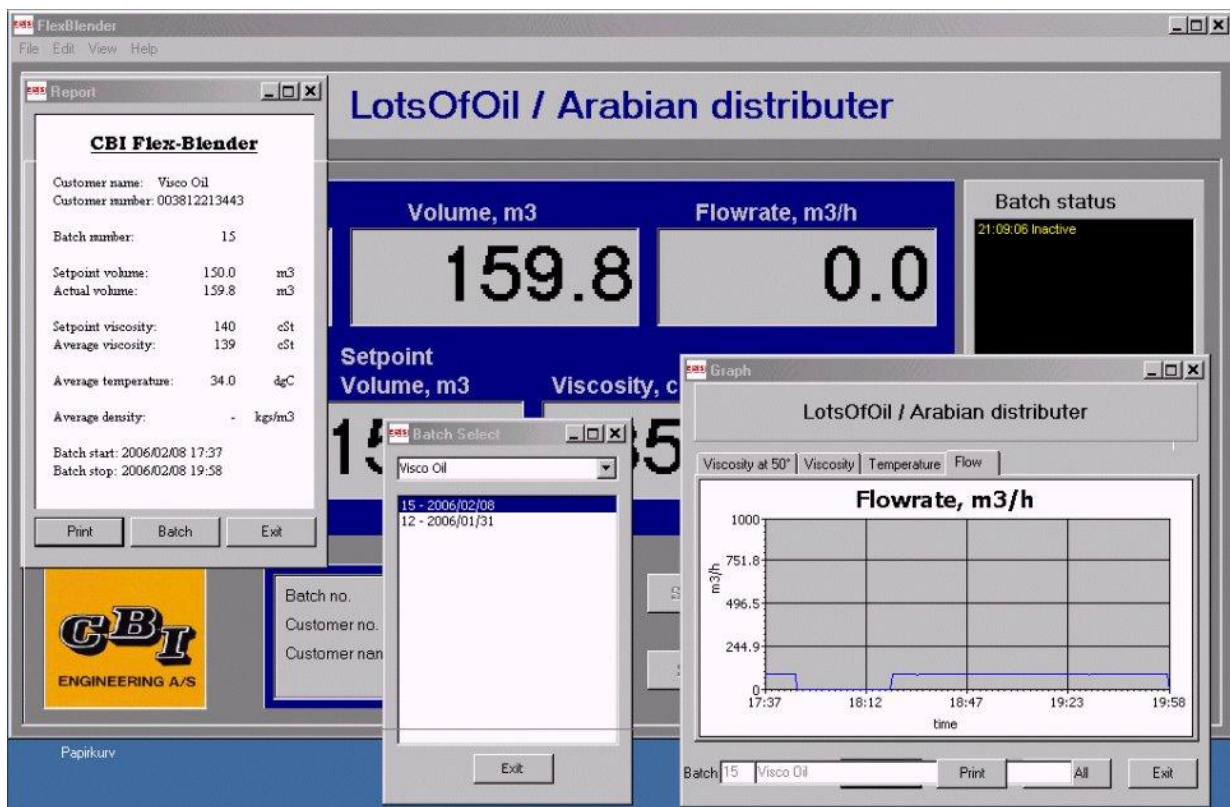 FlexBlender
File Edit View Help
LotsOfOil / Arabian distributer
Report
CBI Flex-Blender
Customer name: Visco Oil
Customer number: 003812213443
Batch number: 15
Setpoint volume: 150.0 m3
Actual volume: 159.8 m3
Setpoint viscosity: 140 cSt
Average viscosity: 139 cSt
Average temperature: 34.0 dgC
Average density: - kgs/m3
Batch start: 2006/02/08 17:37
Batch stop: 2006/02/08 19:58
Print Batch Exit
Volume, m3 Flowrate, m3/h
159.8 0.0
Batch status
21:09:06 Inactive
Setpoint
Volume, m3 Viscosity, c
Batch Select
Visco Oil
15 - 2006/02/08
12 - 2006/01/31
Exit
Graph
LotsOfOil / Arabian distributer
Viscosity at 50° Viscosity Temperature Flow
Flowrate, m3/h
m3/h
1000
751.8
496.5
244.9
0
17:37 18:12 18:47 19:23 19:58
time
Batch 15 Visco Oil Print All Exit
Batch no.
Customer no.
Customer nam
CBI
ENGINEERING A/S
Papirkurv